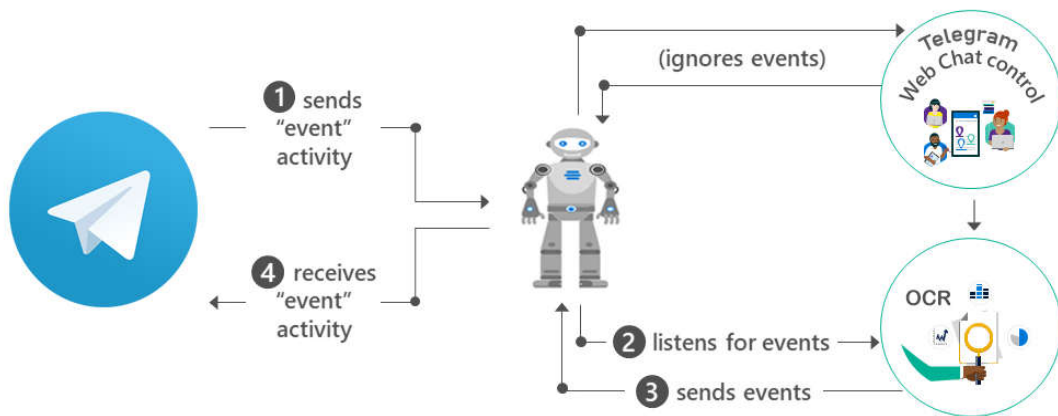 1 sends
“event”
activity
4 receives
“event”
activity
(ignores events)
Telegram
Web Chat control
OCR
2 listens for events
3 sends events